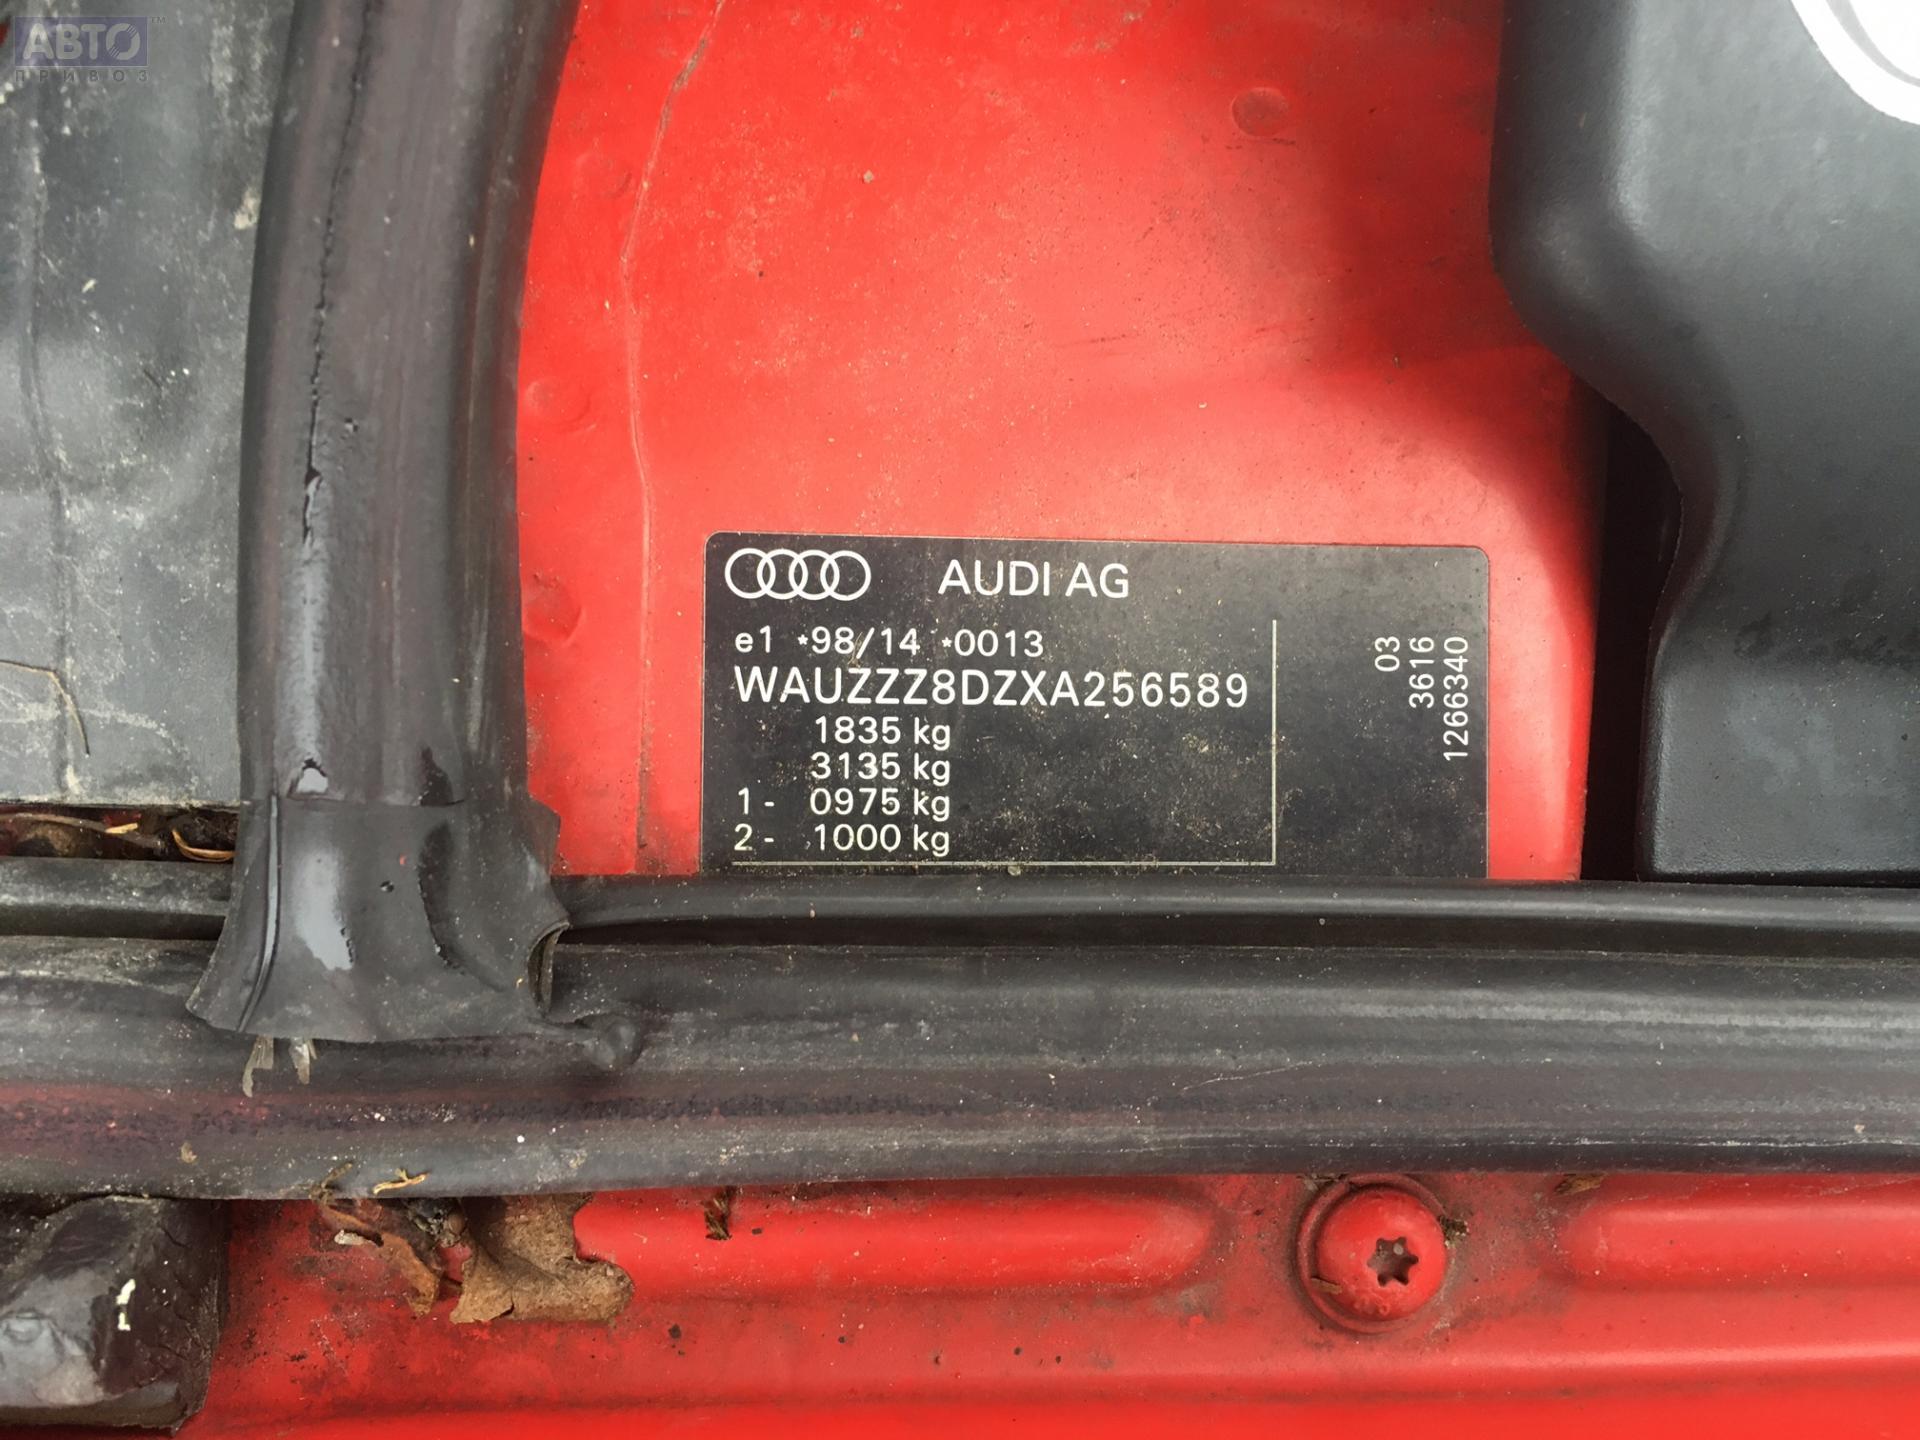 АВТО™
ПРИВОЗ
AUDI AG
e1 *98/14 *0013
WAUZZZ8DZXA256589
1835 kg
3135 kg
1- 0975 kg
2- 1000 kg
03
3616
1266340